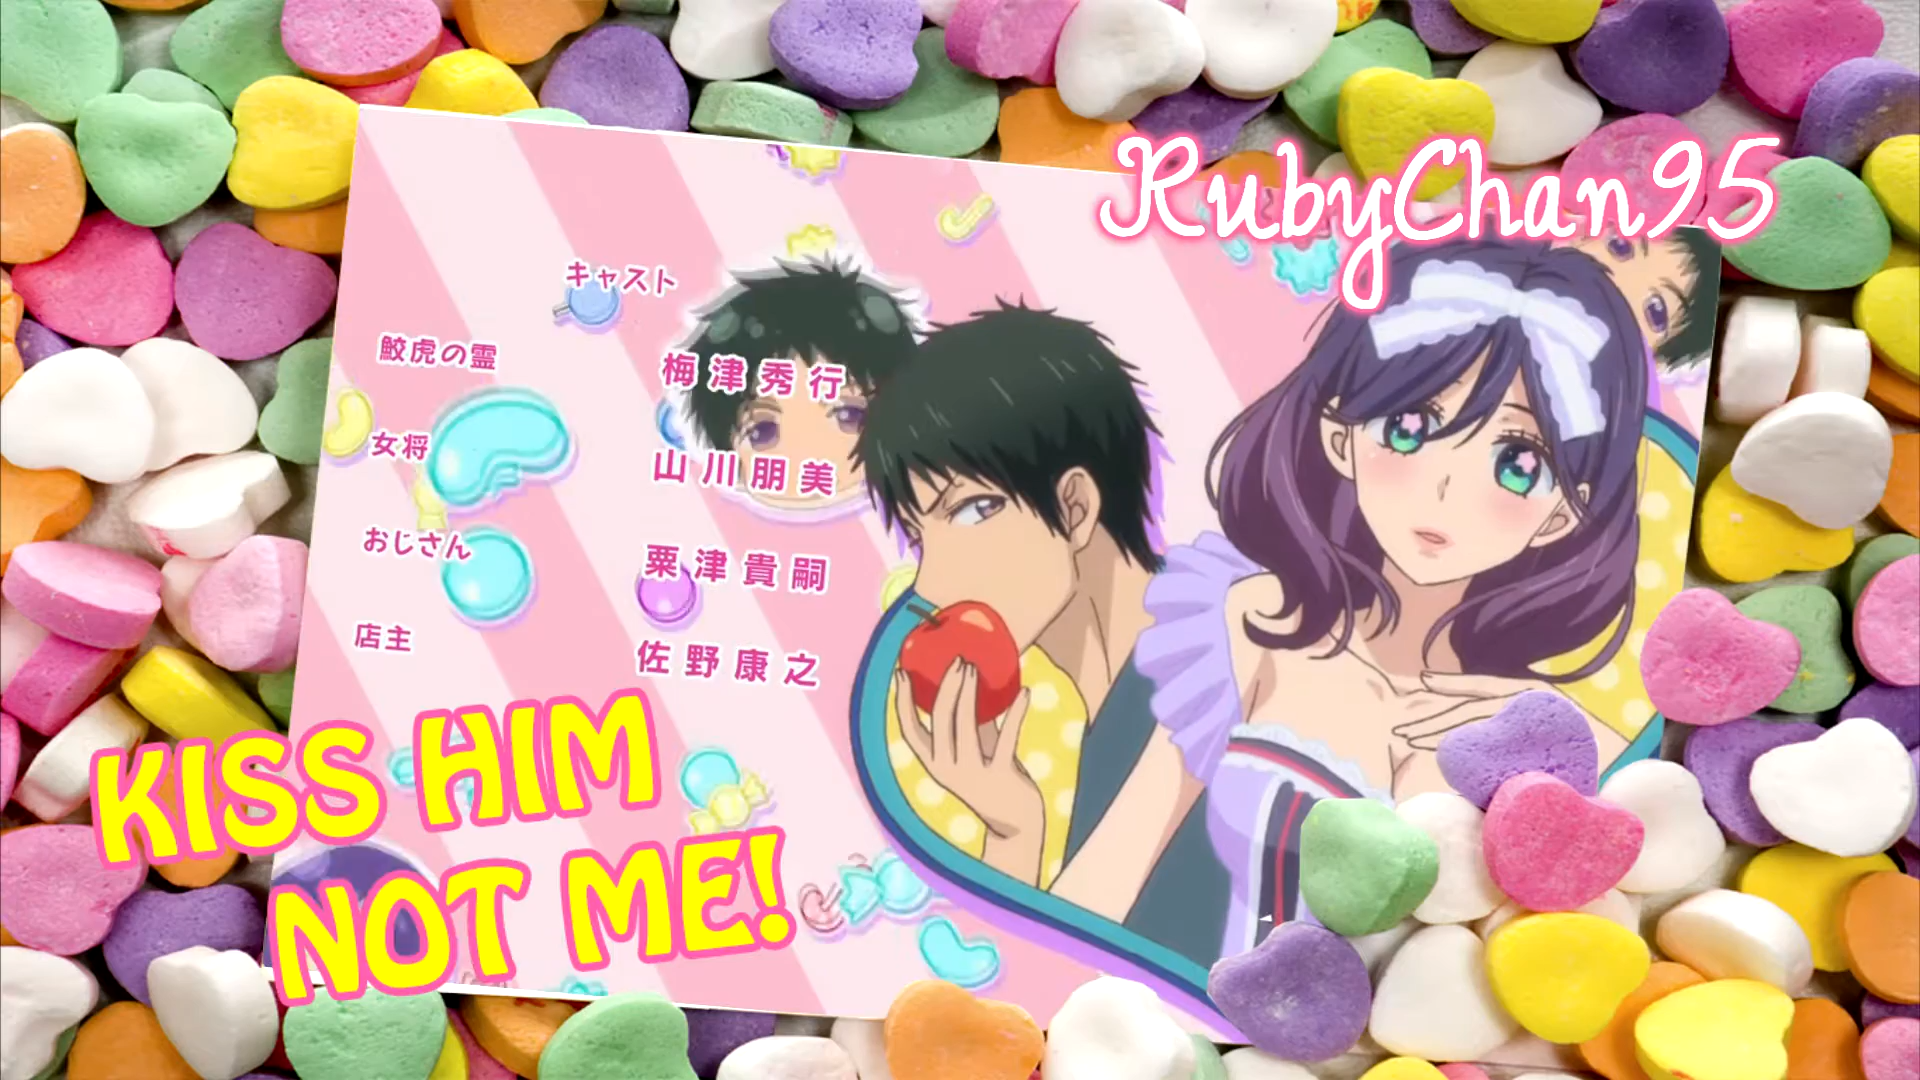 RubyChan95
キャスト
鮫虎の霊 梅津秀行
女将 山川朋美
おじさん 粟津貴嗣
店主 佐野康之
KISS HIM
NOT ME!